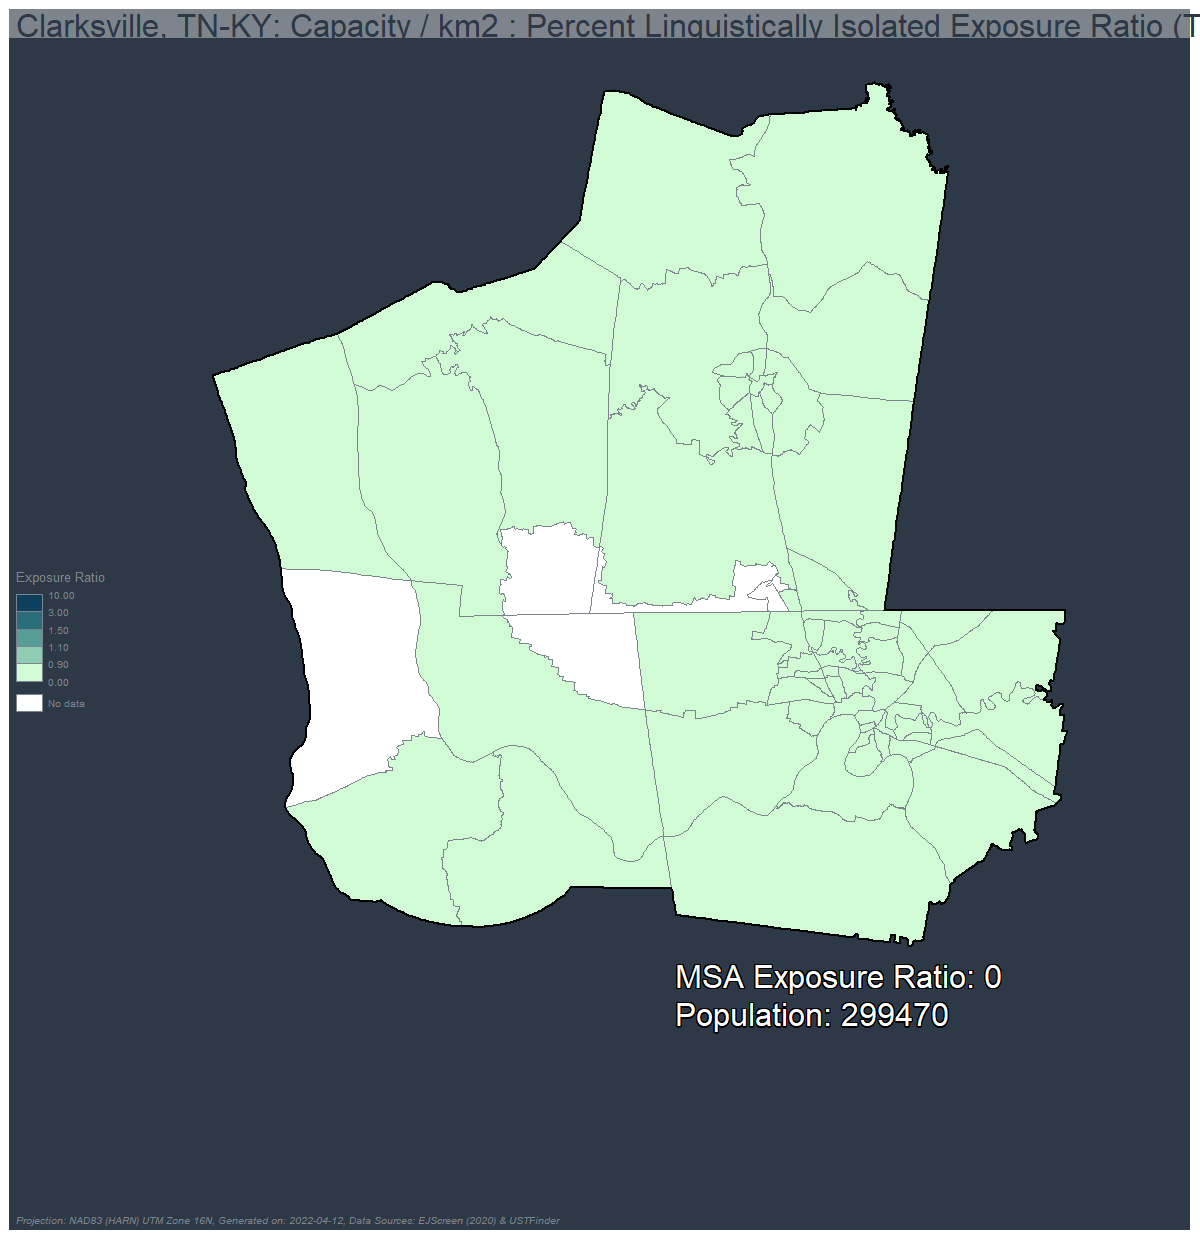 Clarksville, TN-KY: Capacity / km2 : Percent Linguistically Isolated Exposure Ratio (T
Exposure Ratio
10.00
3.00
1.50
1.10
0.90
0.00
No data
MSA Exposure Ratio: 0
Population: 299470
Projection: NAD83 (HARN) UTM Zone 16N, Generated on: 2022-04-12, Data Sources: EJScreen (2020) & USTFinder